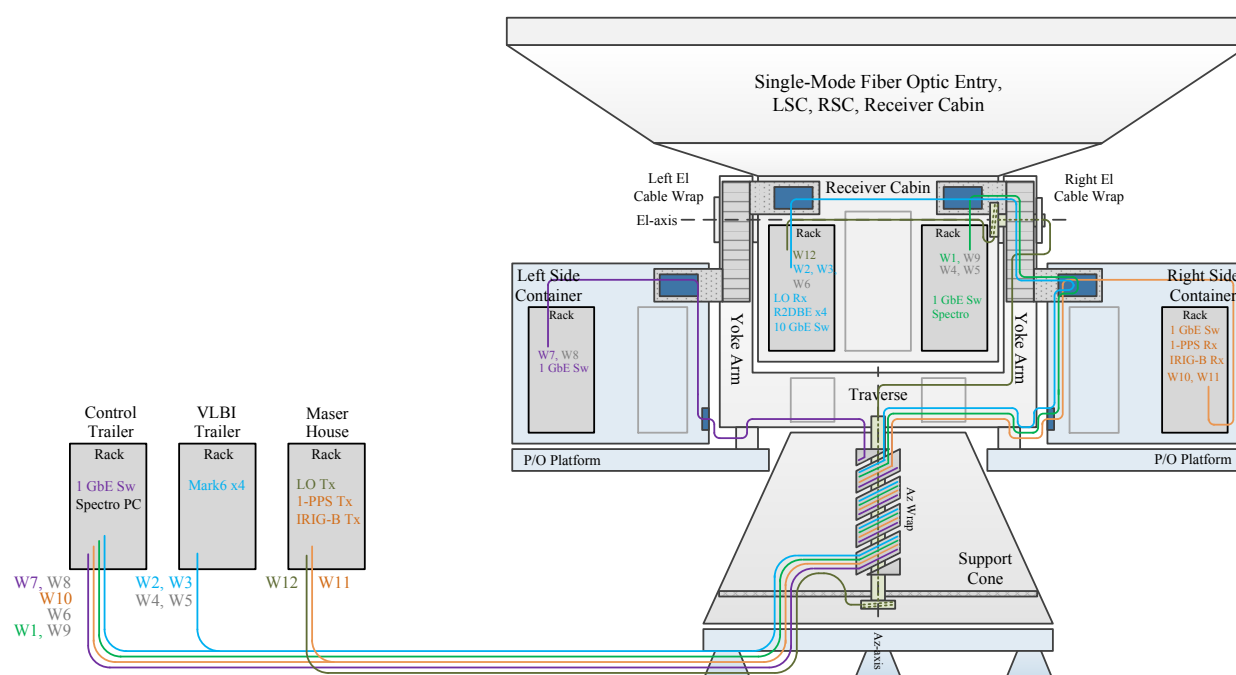 Single-Mode Fiber Optic Entry,
LSC, RSC, Receiver Cabin
Left El
Cable Wrap
Receiver Cabin
Right El
Cable Wrap
El-axis
Rack
W12
W2, W3,
W6
LO Rx
R2DBE x4
10 GbE Sw
Rack
W1, W9
W4, W5
1 GbE Sw
Spectro
Left Side
Container
Rack
W7, W8
1 GbE Sw
Right Side
Container
Rack
1 GbE Sw
1-PPS Rx
IRIG-B Rx
W10, W11
Yoke Arm
Yoke Arm
Traverse
P/O Platform
P/O Platform
Az Wrap
Support
Cone
Az-axis
Control
Trailer
Rack
1 GbE Sw
Spectro PC
W7, W8
W10
W6
W1, W9
VLBI
Trailer
Rack
Mark6 x4
W2, W3
W4, W5
Maser
House
Rack
LO Tx
1-PPS Tx
IRIG-B Tx
W12
W11